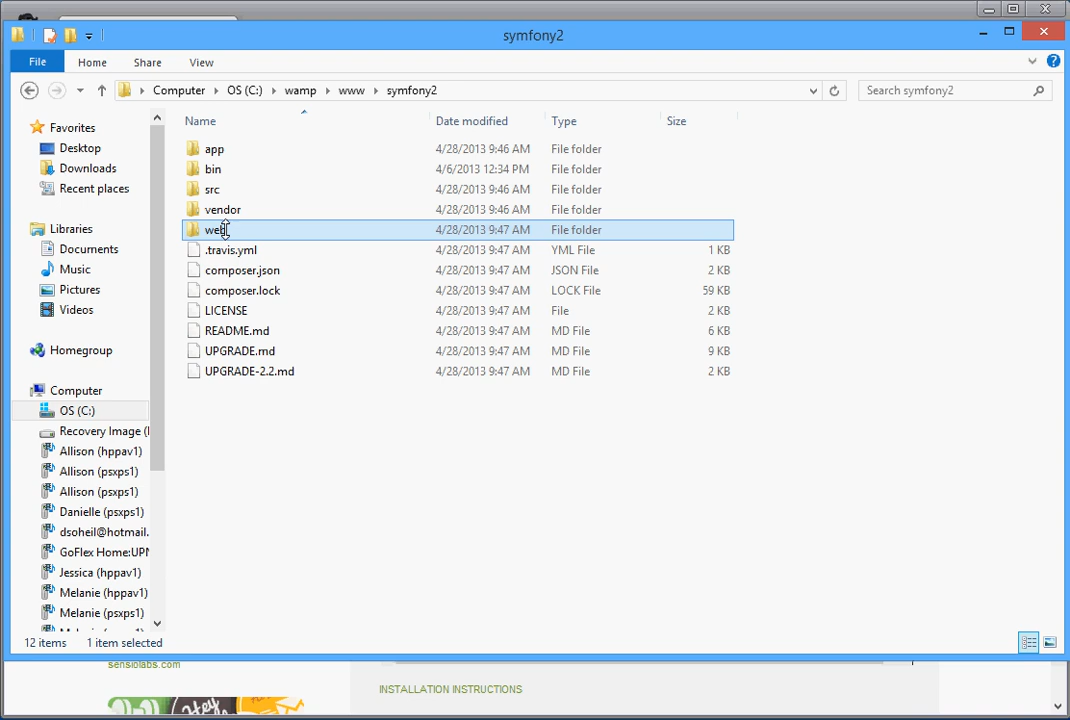 symfony2
File Home Share View
Computer OS (C:) wamp www symfony2 Search symfony2
Name Date modified Type Size
Favorites
Desktop
Downloads
Recent places
Libraries
Documents
Music
Pictures
Videos
Homegroup
Computer
OS (C:)
Recovery Image (
Allison (hppav1)
Allison (psxps1)
Allison (psxps1)
Danielle (psxps1)
dsoheil@hotmail.
GoFlex Home:UPN
Jessica (hppav1)
Melanie (hppav1)
Melanie (psxps1)
app 4/28/2013 9:46 AM File folder
bin 4/6/2013 12:34 PM File folder
src 4/28/2013 9:46 AM File folder
vendor 4/28/2013 9:46 AM File folder
web 4/28/2013 9:47 AM File folder
.travis.yml 4/28/2013 9:47 AM YML File 1 KB
composer.json 4/28/2013 9:47 AM JSON File 2 KB
composer.lock 4/28/2013 9:47 AM LOCK File 59 KB
LICENSE 4/28/2013 9:47 AM File 2 KB
README.md 4/28/2013 9:47 AM MD File 6 KB
UPGRADE.md 4/28/2013 9:47 AM MD File 9 KB
UPGRADE-2.2.md 4/28/2013 9:47 AM MD File 2 KB
12 items 1 item selected
sensiolabs.com
INSTALLATION INSTRUCTIONS
Hey